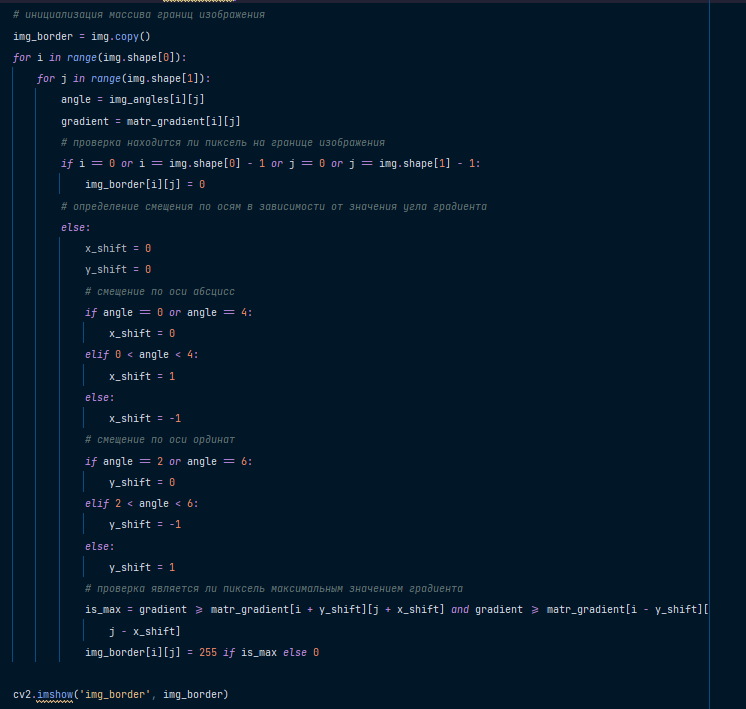 # инициализация массива границ изображения
img_border = img.copy()
for i in range(img.shape[0]):
    for j in range(img.shape[1]):
        angle = img_angles[i][j]
        gradient = matr_gradient[i][j]
        # проверка находится ли пиксель на границе изображения
        if i == 0 or i == img.shape[0] - 1 or j == 0 or j == img.shape[1] - 1:
            img_border[i][j] = 0
        # определение смещения по осям в зависимости от значения угла градиента
        else:
            x_shift = 0
            y_shift = 0
            # смещение по оси абсцисс
            if angle == 0 or angle == 4:
                x_shift = 0
            elif 0 < angle < 4:
                x_shift = 1
            else:
                x_shift = -1
            # смещение по оси ординат
            if angle == 2 or angle == 6:
                y_shift = 0
            elif 2 < angle < 6:
                y_shift = -1
            else:
                y_shift = 1
            # проверка является ли пиксель максимальным значением градиента
            is_max = gradient >= matr_gradient[i + y_shift][j + x_shift] and gradient >= matr_gradient[i - y_shift][
                j - x_shift]
            img_border[i][j] = 255 if is_max else 0
cv2.imshow('img_border', img_border)